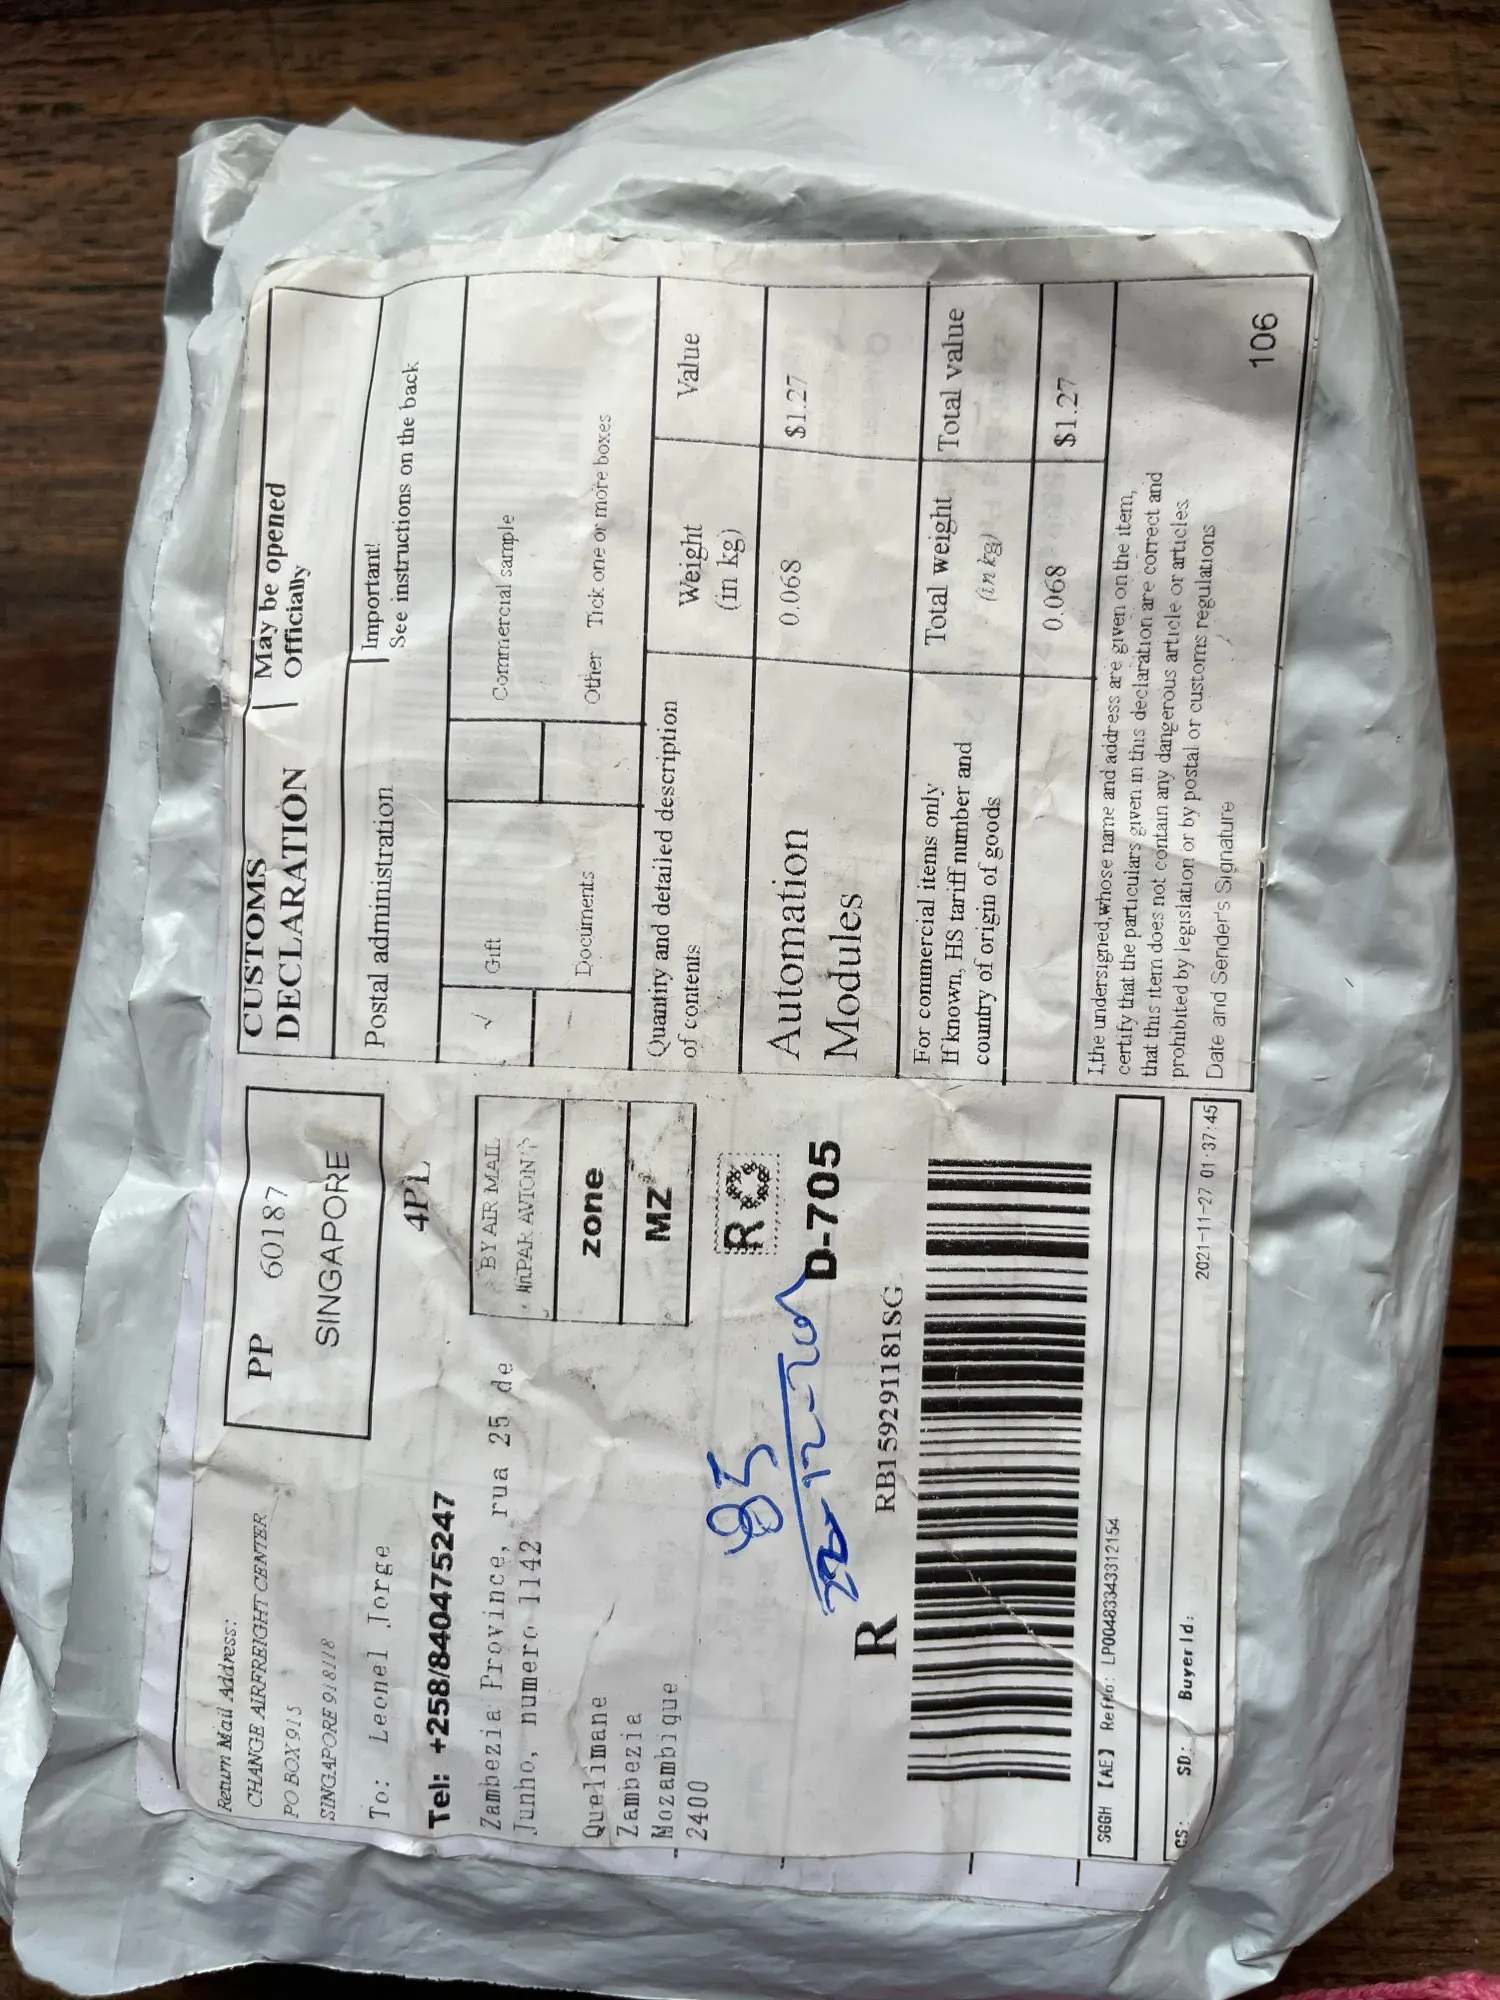 Return Mail Address:
CHANGE AIRFREIGHT CENTER
PO BOX 915
SINGAPORE 918118
PP 60187
SINGAPORE
4PL
To: Leonel Jorge
Tel: +258/840475247
Zambezia Province, rua 25 de
Junho, numero 1142
Quelimane
Zambezia
Mozambique
2400
BY AIR MAIL
PAR AVION
zone
MZ
R
D-705
85
R RB159291181SG
SGGH 【AE】 RefNo: LP00483343312154
CS: SD: BuyerId:
2021-11-27 01:37:45
CUSTOMS
DECLARATION
May be opened
Officially
Postal administration
Important!
See instructions on the back
√ Gift
Commercial sample
Documents
Other Tick one or more boxes
Quantity and detailed description
of contents
Weight
(in kg)
Value
Automation
Modules
0.068
$1.27
For commercial items only
If known, HS tariff number and
country of origin of goods
Total weight
(in kg)
Total value
0.068
$1.27
I,the undersigned,whose name and address are given on the item,
certify that the particulars given in this declaration are correct and
that this item does not contain any dangerous article or articles
prohibited by legislation or by postal or customs regulations
Date and Sender's Signature
106